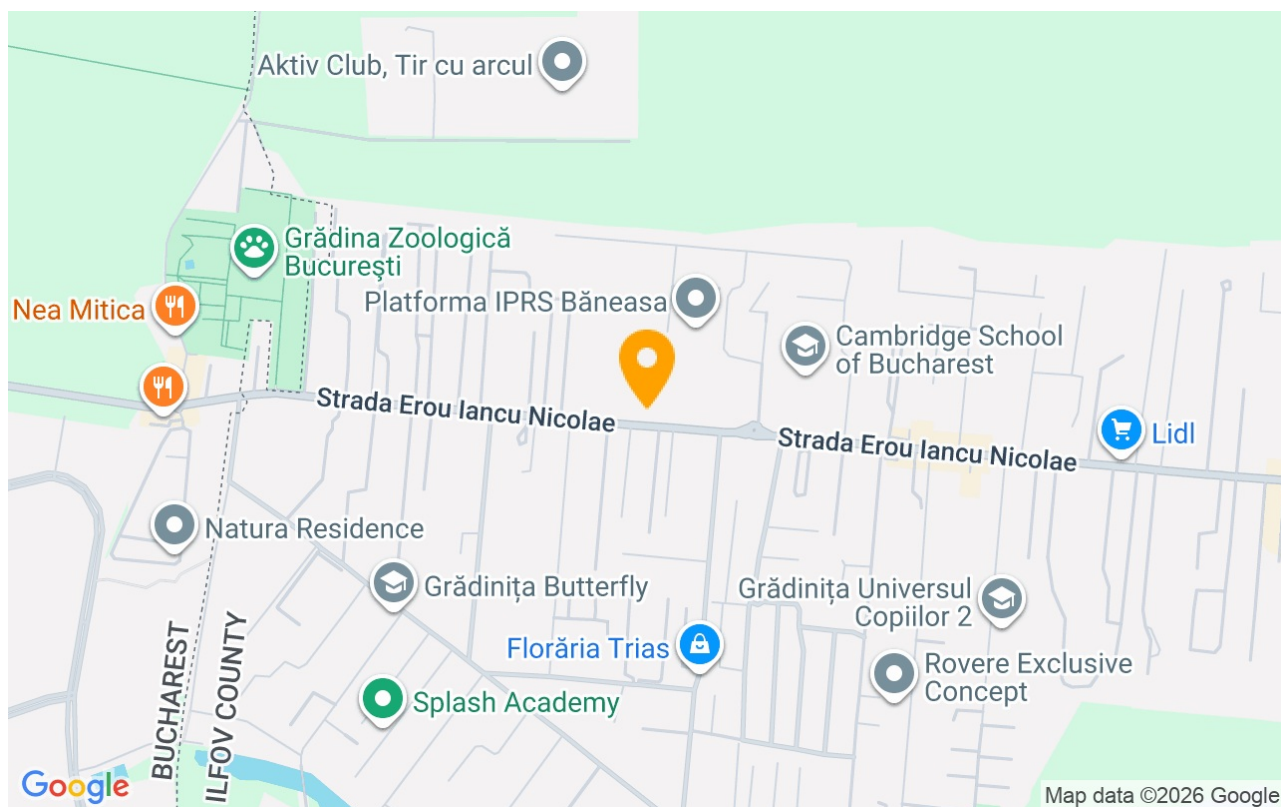 Aktiv Club, Tir cu arcul
Grădina Zoologică
București
Nea Mitica
Platforma IPRS Băneasa
Cambridge School
of Bucharest
Strada Erou Iancu Nicolae
Strada Erou Iancu Nicolae
Lidl
Natura Residence
Grădinița Butterfly
Grădinița Universul
Copiilor 2
Florăria Trias
Rovere Exclusive
Concept
Splash Academy
BUCHAREST
ILFOV COUNTY
Google
Map data ©2026 Google